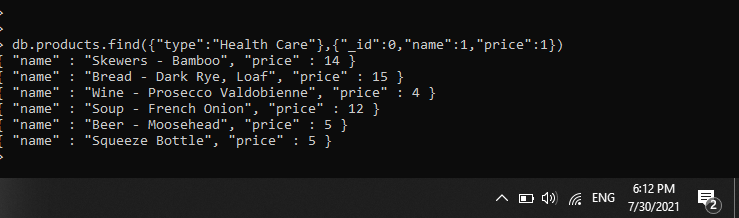 >
>
> db.products.find({"type":"Health Care"},{"_id":0,"name":1,"price":1})
{ "name" : "Skewers - Bamboo", "price" : 14 }
{ "name" : "Bread - Dark Rye, Loaf", "price" : 15 }
{ "name" : "Wine - Prosecco Valdobienne", "price" : 4 }
{ "name" : "Soup - French Onion", "price" : 12 }
{ "name" : "Beer - Moosehead", "price" : 5 }
{ "name" : "Squeeze Bottle", "price" : 5 }
>
ENG
6:12 PM
7/30/2021
2